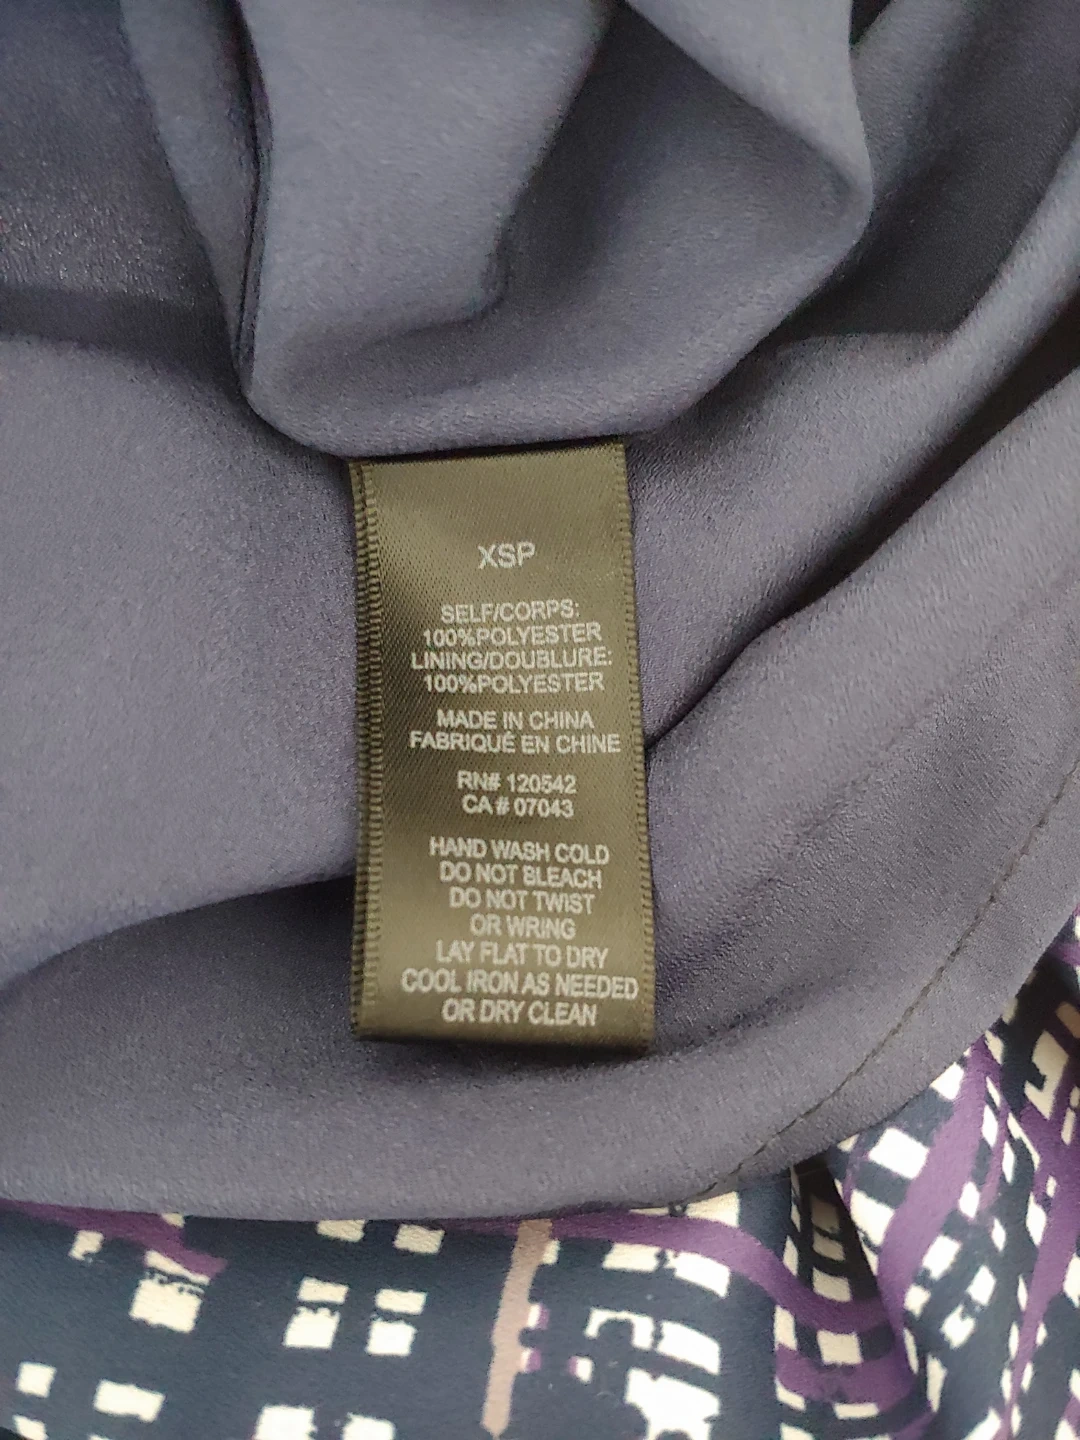 XSP
SELF/CORPS:
100%POLYESTER
LINING/DOUBLURE:
100%POLYESTER
MADE IN CHINA
FABRIQUÉ EN CHINE
RN# 120542
CA # 07043
HAND WASH COLD
DO NOT BLEACH
DO NOT TWIST
OR WRING
LAY FLAT TO DRY
COOL IRON AS NEEDED
OR DRY CLEAN